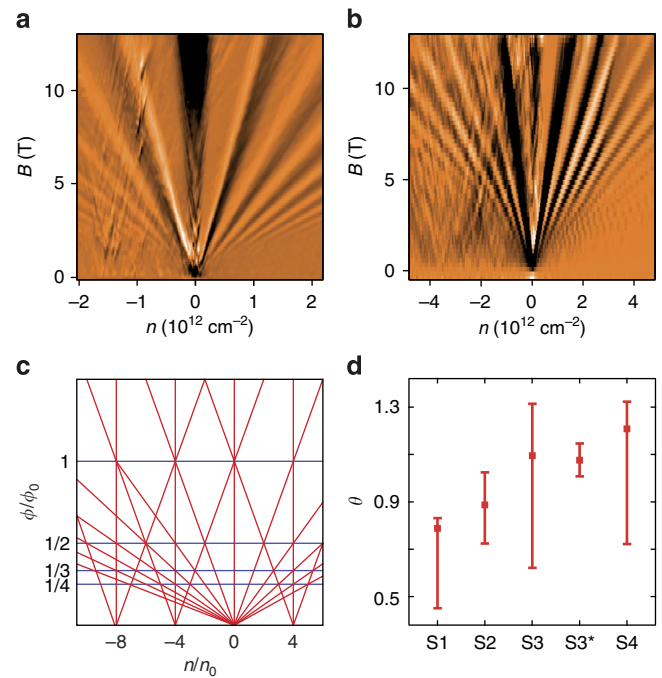 a
b
10
5
0
B (T)
−2
−1
0
1
2
n (10¹² cm⁻²)
10
5
0
B (T)
−4
−2
0
2
4
n (10¹² cm⁻²)
c
d
1
1/2
1/3
1/4
ϕ/ϕ₀
−8
−4
0
4
n/n₀
1.3
0.9
0.5
θ
S1
S2
S3
S3*
S4